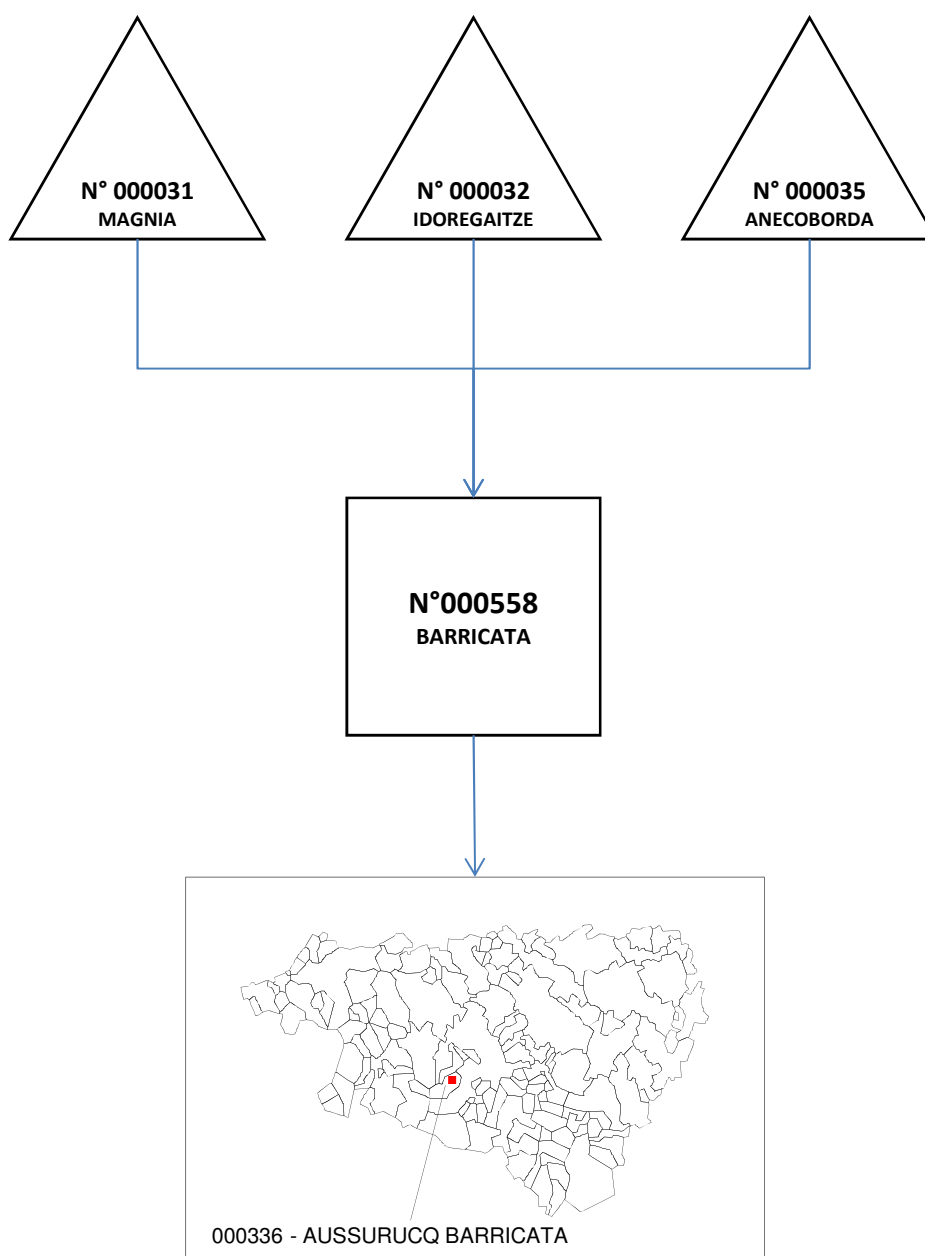 N° 000031
MAGNIA
N° 000032
IDOREGAITZE
N° 000035
ANECOBORDA
N°000558
BARRICATA
000336 - AUSSURUCQ BARRICATA